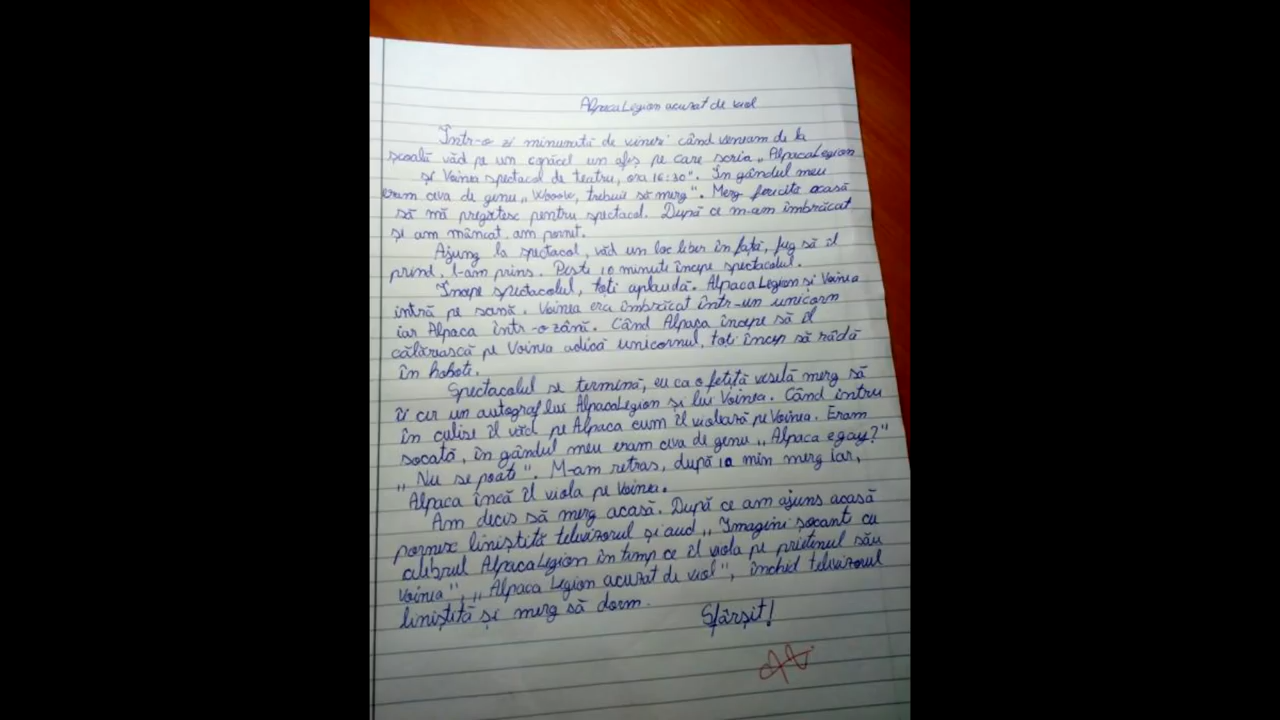 AlpacaLegion acuzat de viol
Într-o zi minunată de vineri când veneam de la
școală văd pe un copăcel un afiș pe care scria „AlpacaLegion
și Voinea spectacol de teatru, ora 16:30". În gândul meu
eram ceva de genu „Wooow, trebuie să merg". Merg fericită acasă
să mă pregătesc pentru spectacol. După ce m-am îmbrăcat
și am mâncat am pornit.
Ajung la spectacol, văd un loc liber în față, fug să îl
prind, l-am prins. Peste 10 minute începe spectacolul.
Începe spectacolul, toți aplaudă. AlpacaLegion și Voinea
intră pe scenă. Voinea era îmbrăcat într-un unicorn
iar Alpaca într-o zână. Când Alpaca începe să îl
călărească pe Voinea adică unicornul, toți încep să râdă
în hohote.
Spectacolul se termină, eu ca o fetiță veselă merg să
îi cer un autograf lui AlpacaLegion și lui Voinea. Când intru
în culise îl văd pe Alpaca cum îl violează pe Voinea. Eram
șocată, în gândul meu eram ceva de genu „Alpaca e gay?"
„Nu se poate". M-am retras, după 10 min merg iar,
Alpaca încă îl viola pe Voinea.
Am decis să merg acasă. După ce am ajuns acasă
pornesc liniștită televizorul și aud „Imagini șocant cu
celibrul AlpacaLegion în timp ce îl viola pe prietenul său
Voinea", „Alpaca Legion acuzat de viol", închid televizorul
liniștită și merg să dorm.
Sfârșit!